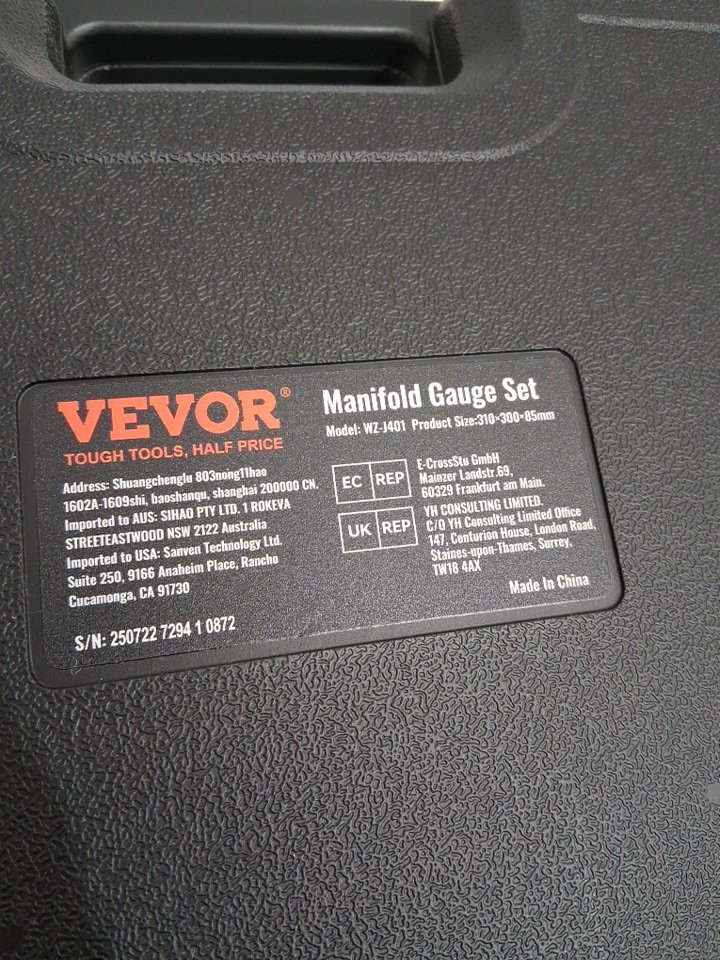 VEVOR®
TOUGH TOOLS, HALF PRICE
Address: Shuangchenglu 803nong11hao
1602A-1609shi, baoshanqu, shanghai 200000 CN.
Imported to AUS: SIHAO PTY LTD. 1 ROKEVA
STREETEASTWOOD NSW 2122 Australia
Imported to USA: Sanven Technology Ltd.
Suite 250, 9166 Anaheim Place, Rancho
Cucamonga, CA 91730
S/N: 250722 7294 1 0872
Manifold Gauge Set
Model: WZ-J401 Product Size:310×300×85mm
EC REP
E-CrossStu GmbH
Mainzer Landstr.69,
60329 Frankfurt am Main.
UK REP
YH CONSULTING LIMITED.
C/O YH Consulting Limited Office
147, Centurion House, London Road,
Staines-upon-Thames, Surrey,
TW18 4AX
Made In China